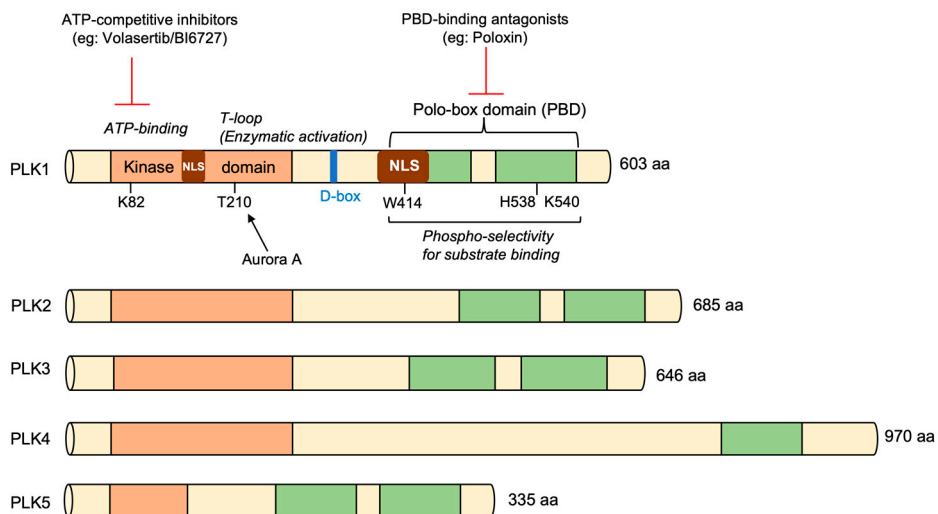 ATP-competitive inhibitors
(eg: Volasertib/BI6727)
PBD-binding antagonists
(eg: Poloxin)
Polo-box domain (PBD)
ATP-binding
T-loop
(Enzymatic activation)
PLK1
Kinase
NLS
domain
NLS
603 aa
K82
T210
D-box
W414
H538
K540
Aurora A
Phospho-selectivity
for substrate binding
PLK2
685 aa
PLK3
646 aa
PLK4
970 aa
PLK5
335 aa